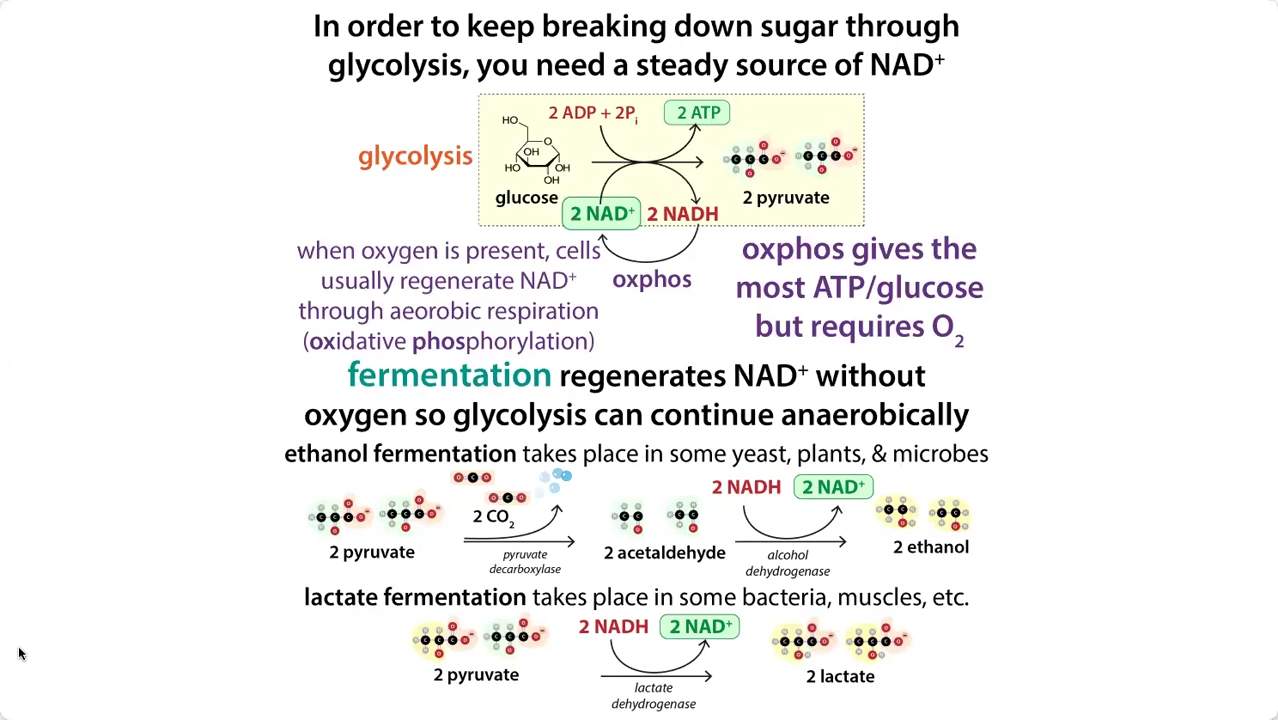 In order to keep breaking down sugar through
glycolysis, you need a steady source of NAD⁺
2 ADP + 2Pᵢ
2 ATP
glycolysis
HO
O
OH
HO
OH
OH
glucose
2 NAD⁺
2 NADH
2 pyruvate
when oxygen is present, cells
usually regenerate NAD⁺
through aeorobic respiration
(oxidative phosphorylation)
oxphos
oxphos gives the
most ATP/glucose
but requires O₂
fermentation regenerates NAD⁺ without
oxygen so glycolysis can continue anaerobically
ethanol fermentation takes place in some yeast, plants, & microbes
2 pyruvate
2 CO₂
pyruvate
decarboxylase
2 acetaldehyde
2 NADH
2 NAD⁺
alcohol
dehydrogenase
2 ethanol
lactate fermentation takes place in some bacteria, muscles, etc.
2 pyruvate
2 NADH
2 NAD⁺
lactate
dehydrogenase
2 lactate